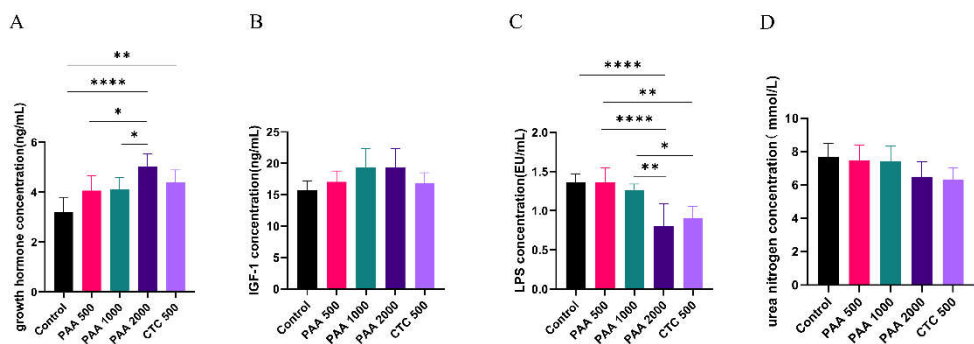 A
B
C
D
**
****
*
*
growth hormone concentration(ng/mL)
6
4
2
0
Control
PAA 500
PAA 1000
PAA 2000
CTC 500
IGF-1 concentration(ng/mL)
25
20
15
10
5
0
Control
PAA 500
PAA 1000
PAA 2000
CTC 500
****
**
****
*
**
LPS concentration(EU/mL)
2.0
1.5
1.0
0.5
0.0
Control
PAA 500
PAA 1000
PAA 2000
CTC 500
urea nitrogen concentration( mmol/L)
10
8
6
4
2
0
Control
PAA 500
PAA 1000
PAA 2000
CTC 500